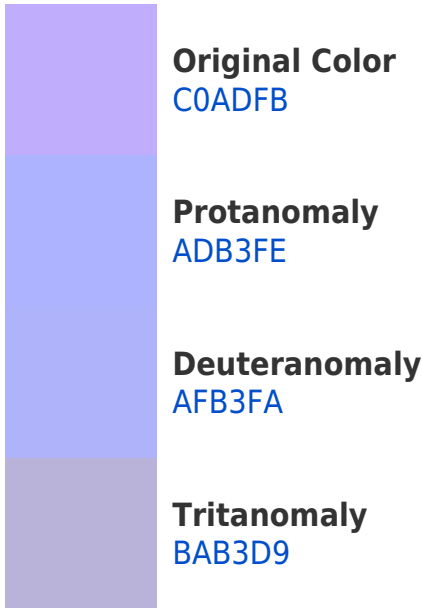 Original Color
C0ADFB
Protanomaly
ADB3FE
Deuteranomaly
AFB3FA
Tritanomaly
BAB3D9